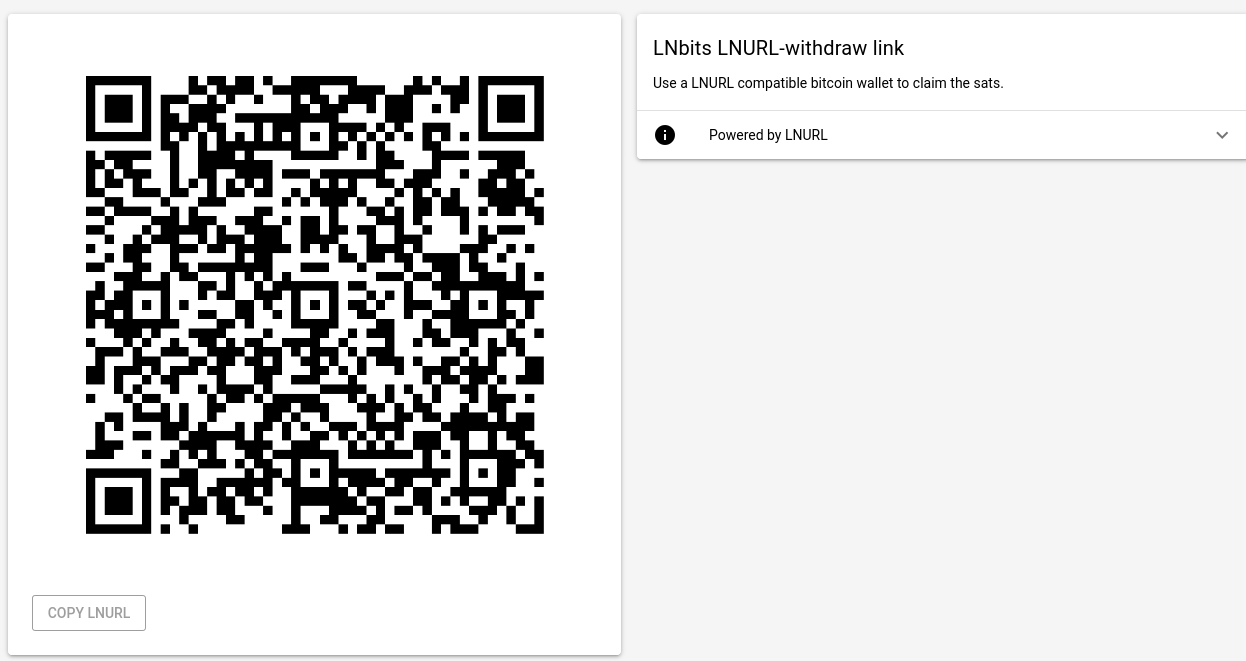 LNbits LNURL-withdraw link
Use a LNURL compatible bitcoin wallet to claim the sats.
Powered by LNURL
COPY LNURL